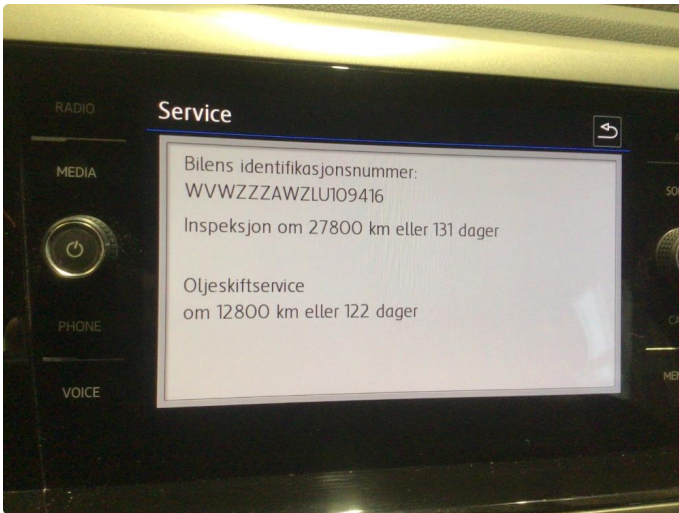 RADIO
Service
MEDIA
Bilens identifikasjonsnummer:
WVWZZZAWZLU109416
Inspeksjon om 27800 km eller 131 dager
Oljeskiftservice
om 12800 km eller 122 dager
PHONE
VOICE